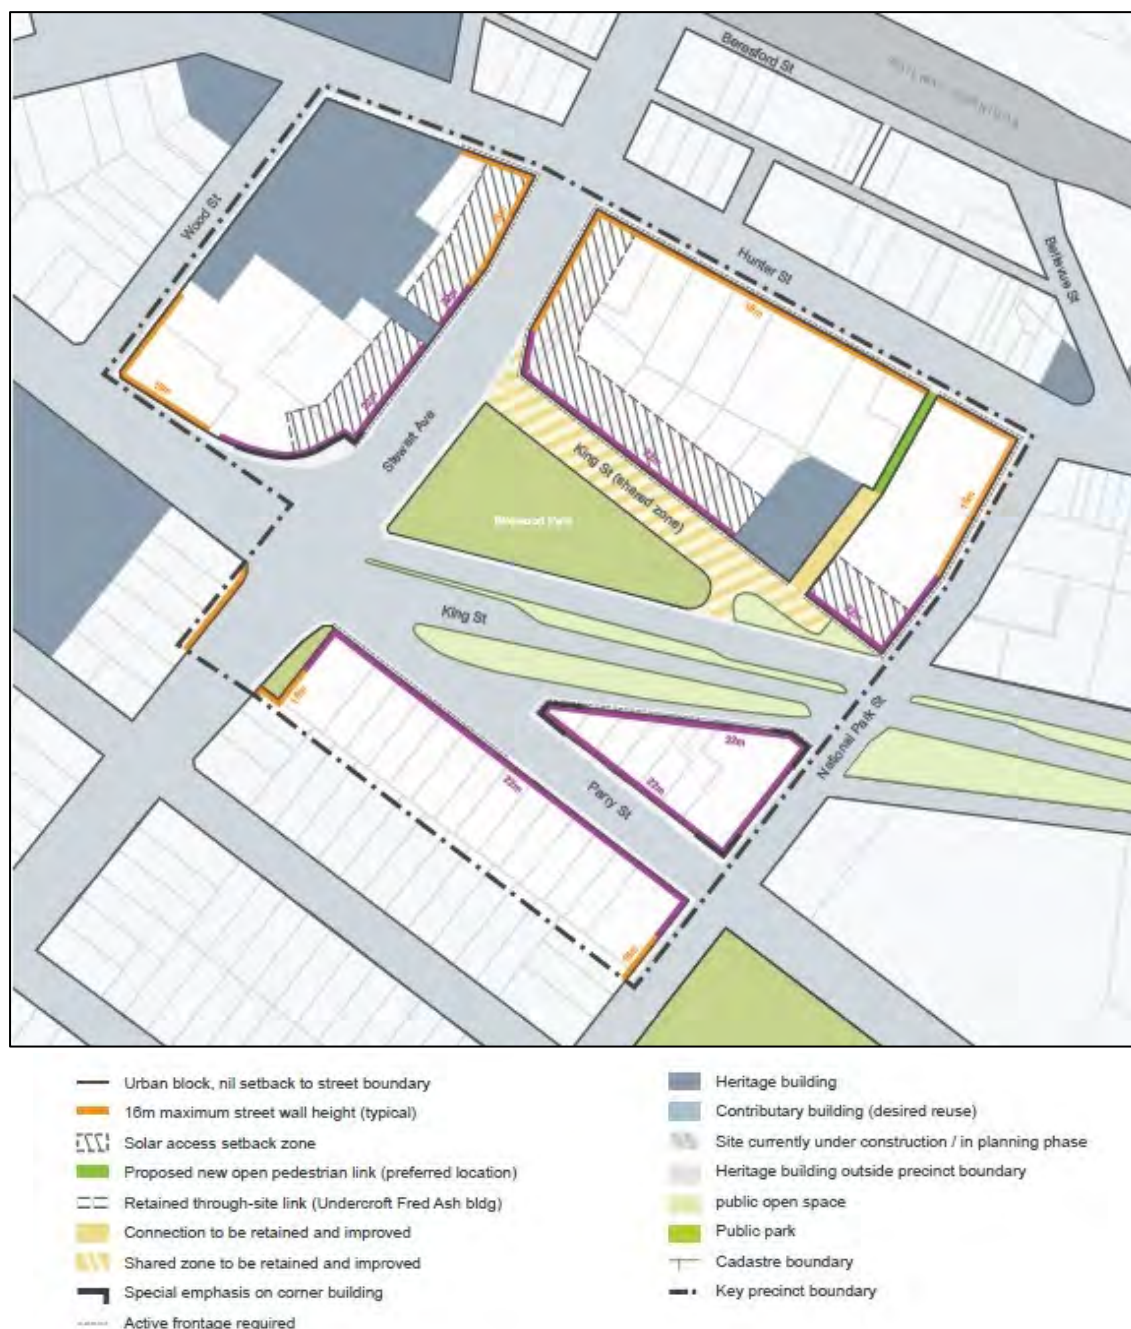 Beresford St
Wood St
Hunter St
Bellevue St
16m
Stewart Ave
King St (shared zone)
Birdwood Park
King St
National Park St
22m
22m
22m
Parry St
Urban block, nil setback to street boundary
16m maximum street wall height (typical)
Solar access setback zone
Proposed new open pedestrian link (preferred location)
Retained through-site link (Undercroft Fred Ash bldg)
Connection to be retained and improved
Shared zone to be retained and improved
Special emphasis on corner building
Active frontage required
Heritage building
Contributary building (desired reuse)
Site currently under construction / in planning phase
Heritage building outside precinct boundary
public open space
Public park
Cadastre boundary
Key precinct boundary